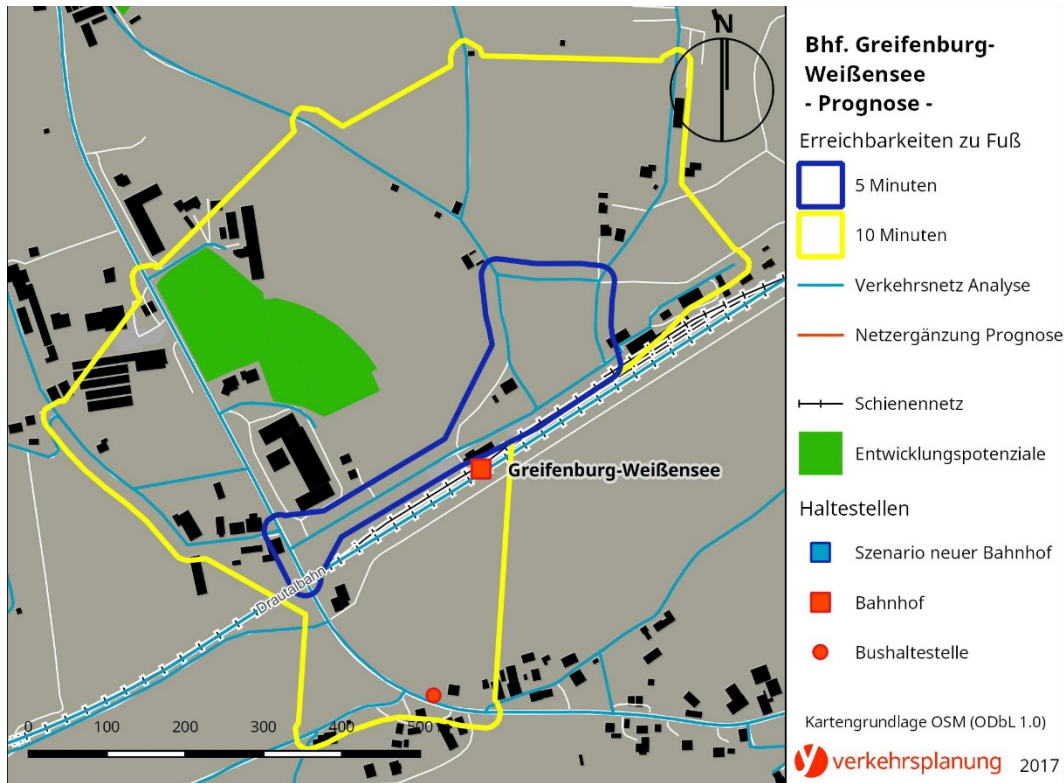 N
Greifenburg-Weißensee
Drautalbahn
0 100 200 300 400 500
Bhf. Greifenburg-
Weißensee
- Prognose -
Erreichbarkeiten zu Fuß
5 Minuten
10 Minuten
Verkehrsnetz Analyse
Netzergänzung Prognose
Schienennetz
Entwicklungspotenziale
Haltestellen
Szenario neuer Bahnhof
Bahnhof
Bushaltestelle
Kartengrundlage OSM (ODbL 1.0)
y verkehrsplanung 2017